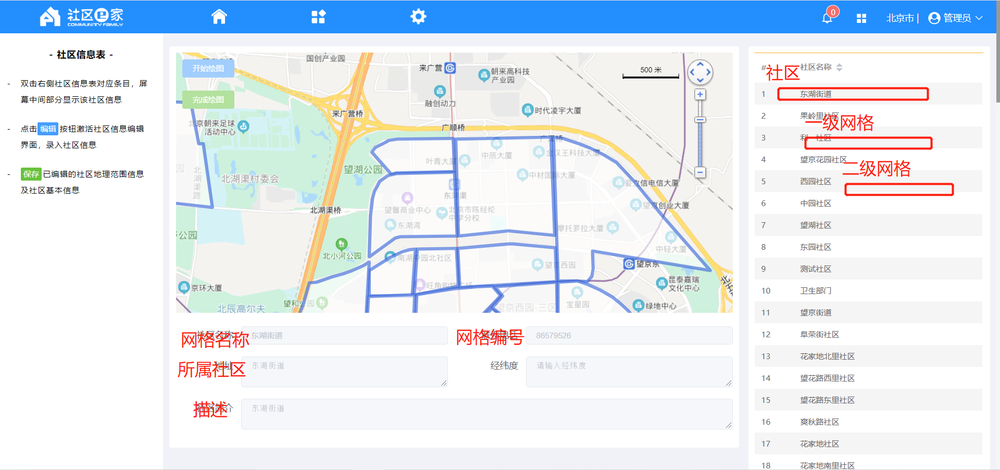 社区e家
COMMUNITY FAMILY
0
北京市 |
管理员
- 社区信息表 -
- 双击右侧社区信息表对应条目，屏
幕中间部分显示该社区信息
- 点击 编辑 按钮激活社区信息编辑
界面，录入社区信息
- 保存 已编辑的社区地理范围信息
及社区基本信息
开始绘图
完成绘图
国创产业园
来广营
朝来高科技
产业园
500 米
融创动力
来广营桥
时代凌宇大厦
北京朝来足球
活动中心
广顺桥
广泽桥
中辰大厦
金汉王科技大厦
叶青大厦
望湖公园
中材国际大厦
北湖渠村委会
北湖渠路
东湖渠
爱立信电信大厦
望馨商业中心
北京市陈经纶
中学分校
望京创业大厦
北湖渠桥
东湖湾
摩托罗拉大厦
公园
中轻大厦
北小河公园
南湖中园北社区
望京西园
望京东
京环大厦
旺角购物广场
昆泰嘉瑞
文化中心
望和公园
宝星园
绿地中心
北辰高尔夫
望京西园-三区
社区名称
网格名称
东湖街道
网格编号
86579526
地址
所属社区
东湖街道
经纬度
请输入经纬度
社区简介
描述
东湖街道
#
社区
社区名称
1 东湖街道
2 果岭里社区
一级网格
3 社区
4 望京花园社区
二级网格
5 西园社区
6 中园社区
7 望湖社区
8 东园社区
9 测试社区
10 卫生部门
11 望京街道
12 阜荣街社区
13 花家地北里社区
14 望花路西里社区
15 望花路东里社区
16 爽秋路社区
17 花家地社区
18 花家地南里社区